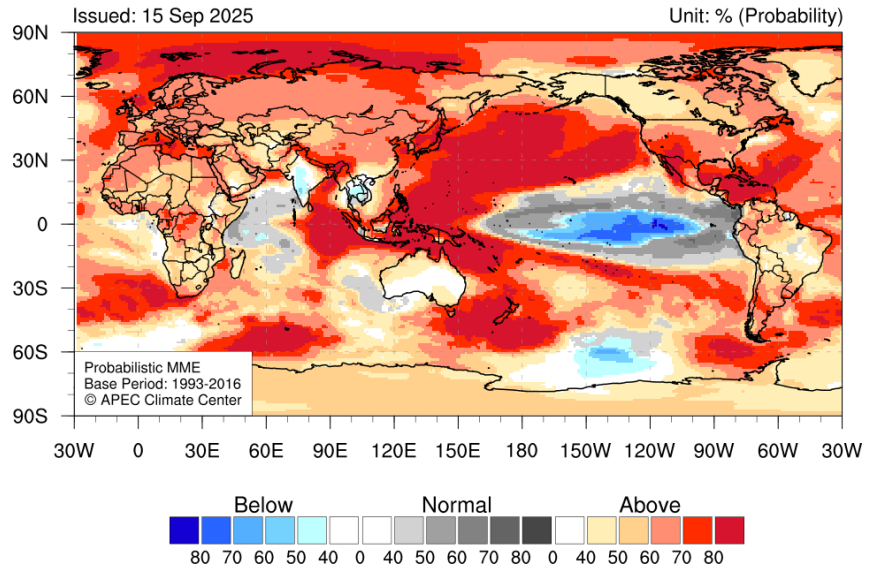 Issued: 15 Sep 2025
Unit: % (Probability)
90N
60N
30N
0
30S
60S
90S
Probabilistic MME
Base Period: 1993-2016
© APEC Climate Center
30W 0 30E 60E 90E 120E 150E 180 150W 120W 90W 60W 30W
Below Normal Above
80 70 60 50 40 0 40 50 60 70 80 0 40 50 60 70 80